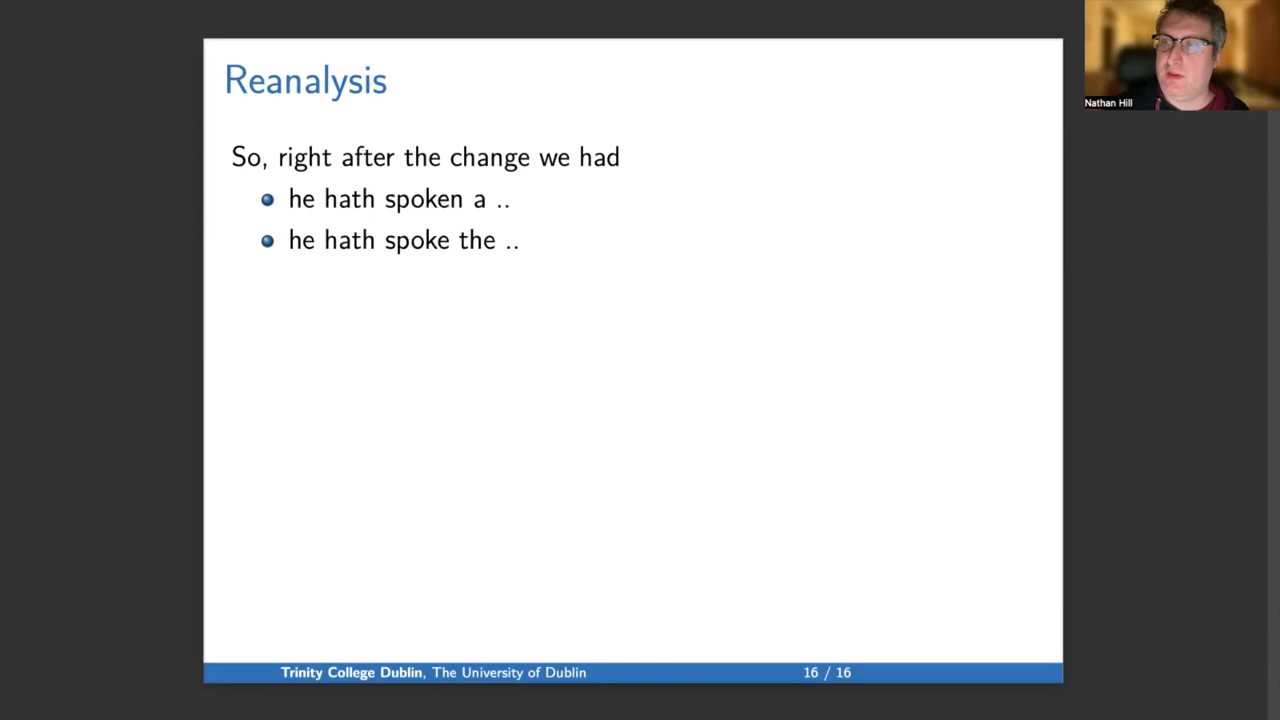 Reanalysis
So, right after the change we had
he hath spoken a ..
he hath spoke the ..
Trinity College Dublin, The University of Dublin
16 / 16
Nathan Hill